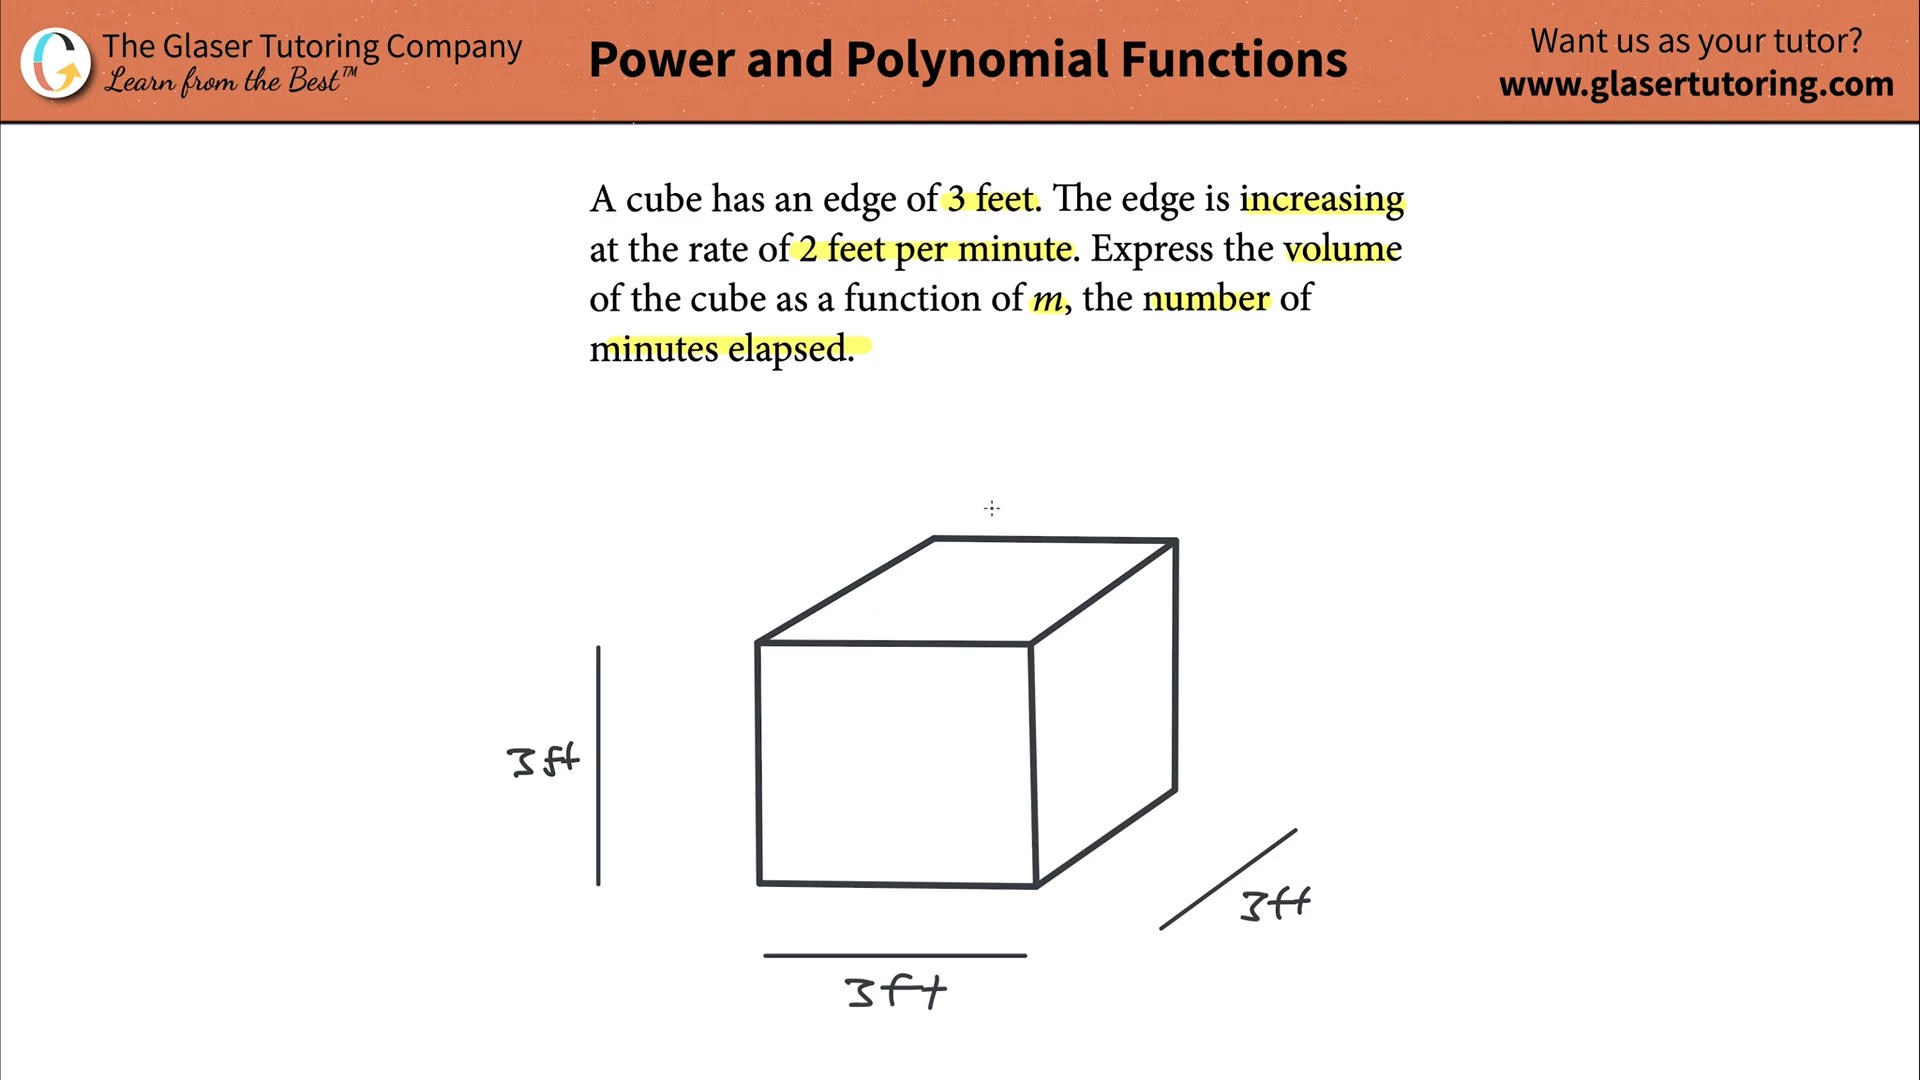 The Glaser Tutoring Company
Learn from the Best™
Power and Polynomial Functions
Want us as your tutor?
www.glasertutoring.com
A cube has an edge of 3 feet. The edge is increasing
at the rate of 2 feet per minute. Express the volume
of the cube as a function of m, the number of
minutes elapsed.
3ft
3ft
3ft